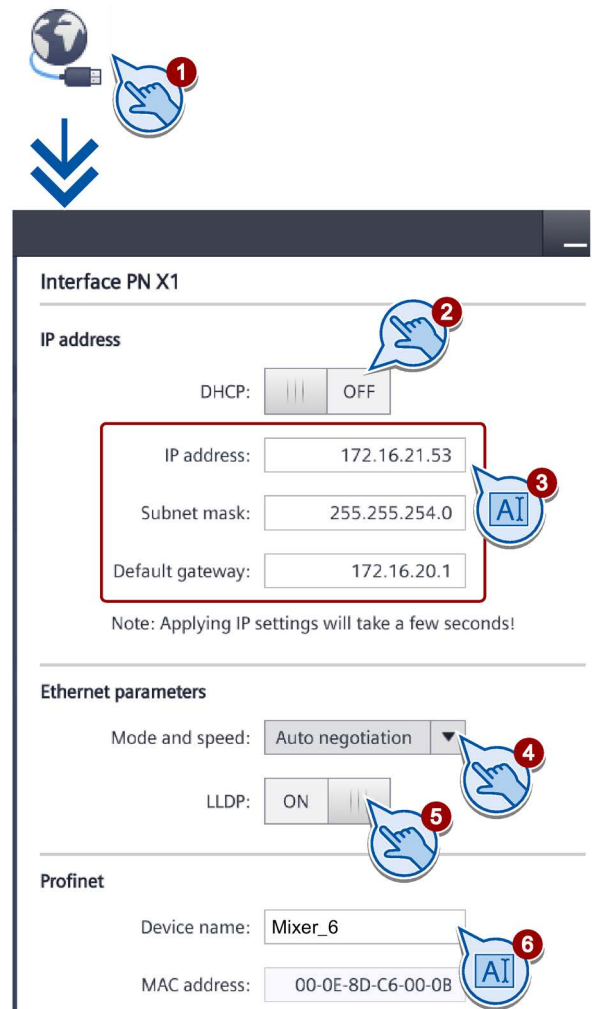 1
Interface PN X1
2
IP address
DHCP: OFF
IP address: 172.16.21.53
3
Subnet mask: 255.255.254.0
AI
Default gateway: 172.16.20.1
Note: Applying IP settings will take a few seconds!
Ethernet parameters
Mode and speed: Auto negotiation
4
LLDP: ON
5
Profinet
Device name: Mixer_6
6
AI
MAC address: 00-0E-8D-C6-00-0B